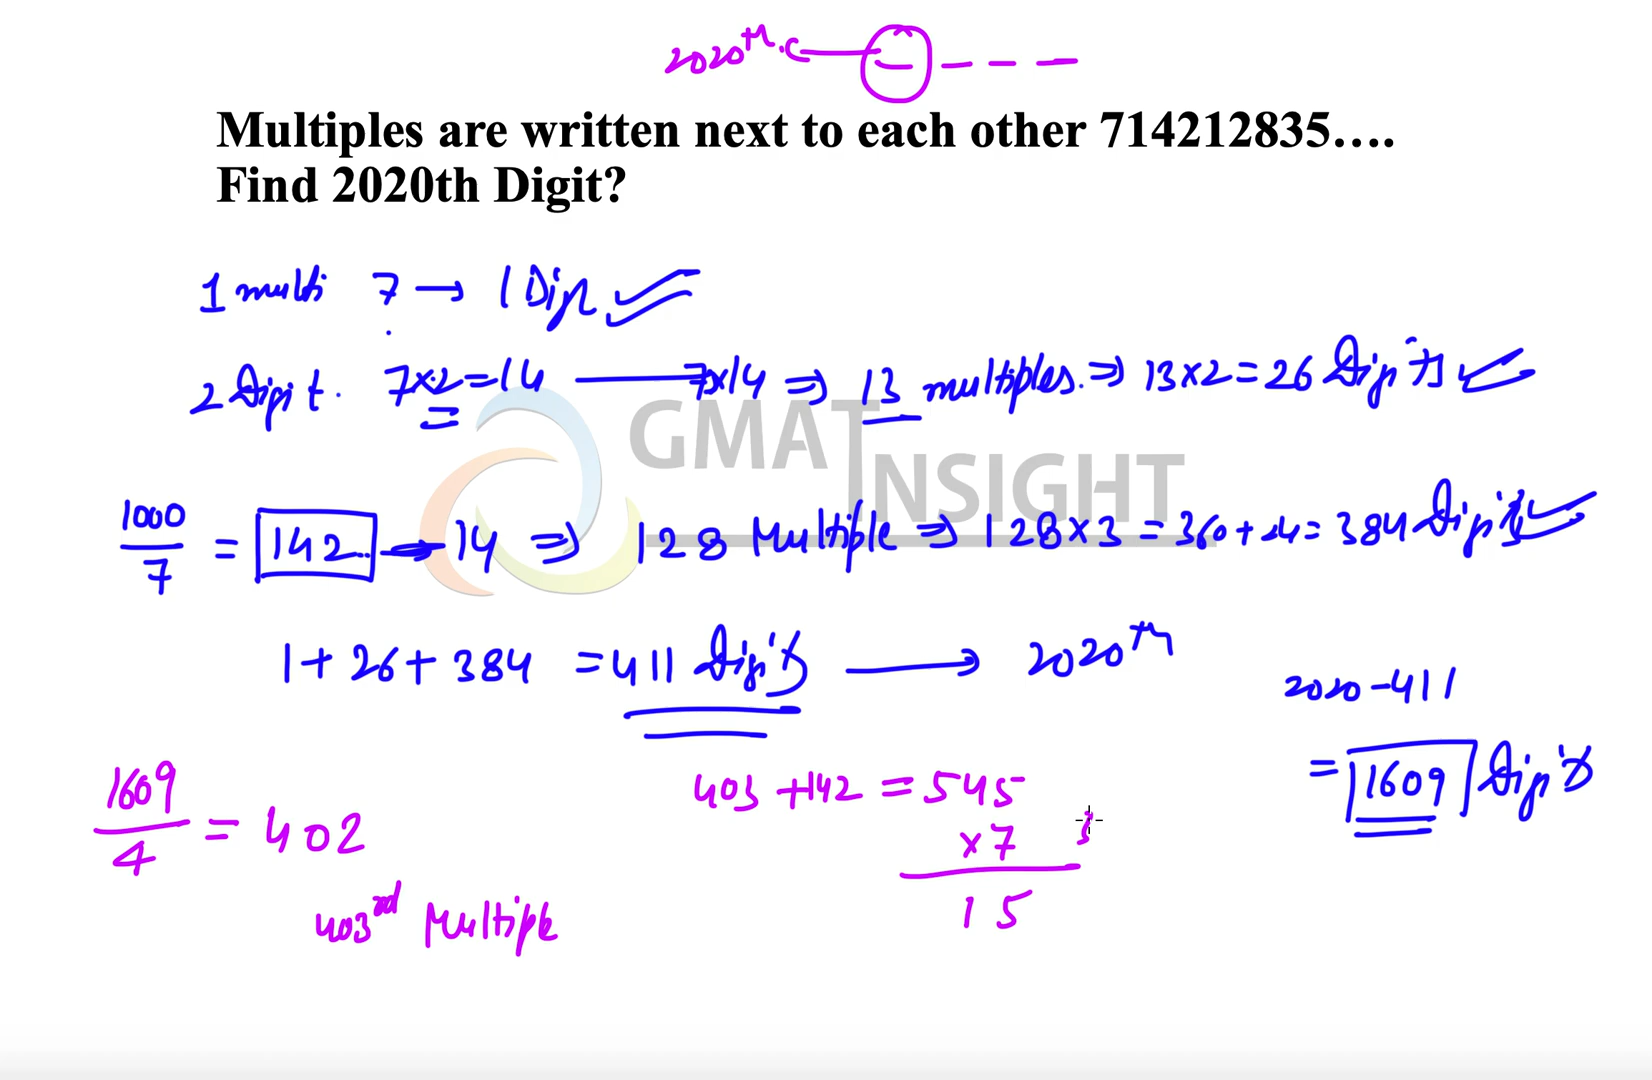 2020th
Multiples are written next to each other 714212835....
Find 2020th Digit?
1 multi 7 → 1 Digit
2 Digit. 7×2=14 — 7×14 ⇒ 13 multiples. ⇒ 13×2=26 Digits
GMAT INSIGHT
1000/7 = 142.. → 14 ⇒ 128 Multiple ⇒ 128×3 = 360+24= 384 Digits
1+26+384 =411 Digits → 2020th
2020-411
= 1609 Digits
1609/4 = 402
403rd Multiple
403+142=545
×7
15